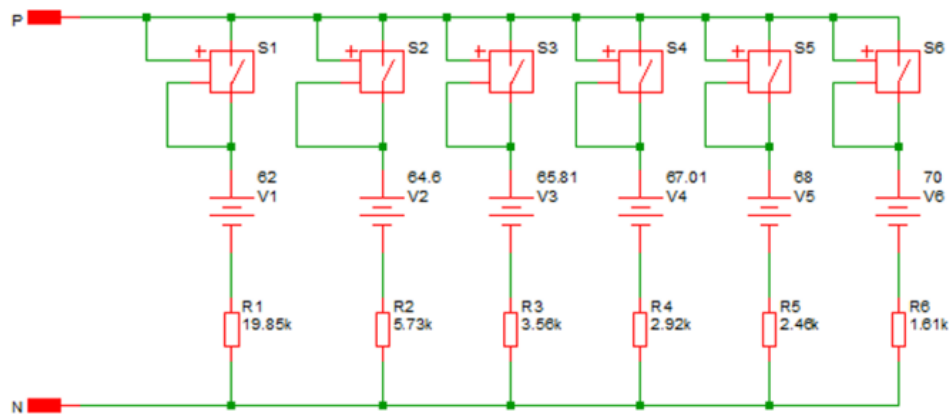 P
+ S1
+ S2
+ S3
+ S4
+ S5
+ S6
62
V1
64.6
V2
65.81
V3
67.01
V4
68
V5
70
V6
R1
19.85k
R2
5.73k
R3
3.56k
R4
2.92k
R5
2.46k
R6
1.61k
N